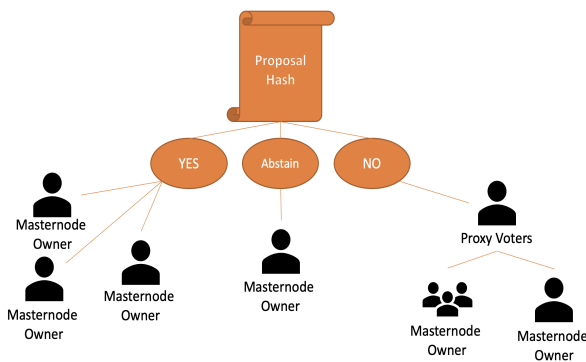 Proposal
Hash
YES
Abstain
NO
Masternode
Owner
Proxy Voters
Masternode
Owner
Masternode
Owner
Masternode
Owner
Masternode
Owner
Masternode
Owner